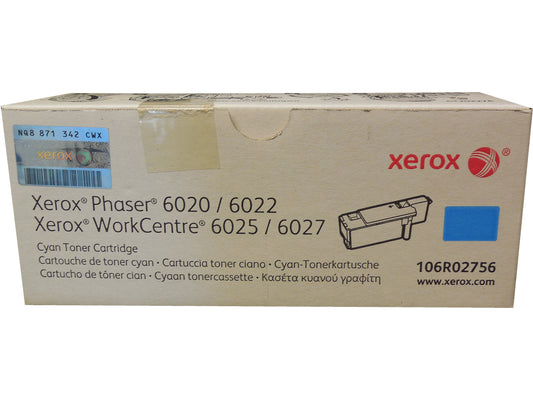 NQ8 871 342 CWX
xerox
xerox
Xerox® Phaser® 6020 / 6022
Xerox® WorkCentre® 6025 / 6027
Cyan Toner Cartridge
Cartouche de toner cyan • Cartuccia toner ciano • Cyan-Tonerkartusche
Cartucho de tóner cian • Cyaan tonercassette • Κασέτα κυανού γραφίτη
106R02756
www.xerox.com